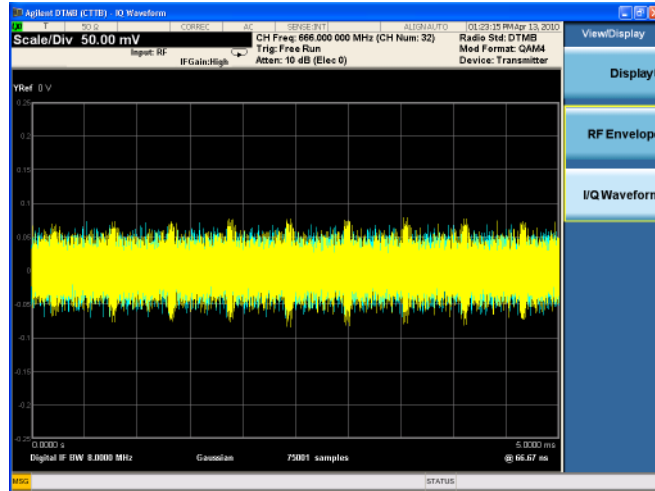 Agilent DTMB (CTTB) - IQ Waveform
T 50 Ω CORREC AC SENSE:INT ALIGNAUTO 01:23:15 PM Apr 13, 2010
Scale/Div 50.00 mV
Input: RF
IFGain:High
CH Freq: 666.000 000 MHz (CH Num: 32)
Trig: Free Run
Atten: 10 dB (Elec 0)
Radio Std: DTMB
Mod Format: QAM4
Device: Transmitter
YRef 0 V
0.25
0.2
0.15
0.1
0.05
0
-0.05
-0.1
-0.15
-0.2
-0.25
0.0000 s 5.0000 ms
Digital IF BW 8.0000 MHz Gaussian 75001 samples @ 66.67 ns
MSG STATUS
View/Display
Display
RF Envelop
I/Q Waveform